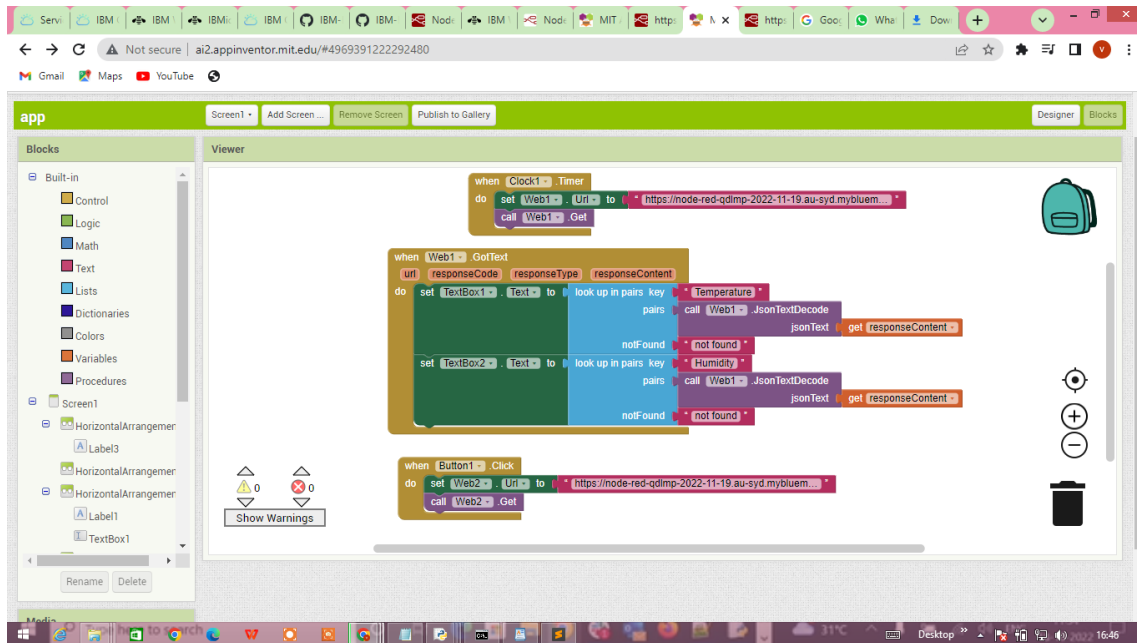 Servi IBM ( IBM \ IBMic IBM ( IBM- IBM- Node IBM \ Node MIT https N https Goog What Dow
Not secure | ai2.appinventor.mit.edu/#4969391222292480
V
Gmail Maps YouTube
app Screen1 Add Screen ... Remove Screen Publish to Gallery Designer Blocks
Blocks
Viewer
Built-in
Control
Logic
Math
Text
Lists
Dictionaries
Colors
Variables
Procedures
Screen1
HorizontalArrangemer
Label3
HorizontalArrangemer
HorizontalArrangemer
Label1
TextBox1
Rename Delete
Media
when Clock1 .Timer
do set Web1 . Url to " https://node-red-qdlmp-2022-11-19.au-syd.mybluem... "
call Web1 .Get
when Web1 .GotText
url responseCode responseType responseContent
do set TextBox1 . Text to look up in pairs key " Temperature "
pairs call Web1 .JsonTextDecode
jsonText get responseContent
notFound " not found "
set TextBox2 . Text to look up in pairs key " Humidity "
pairs call Web1 .JsonTextDecode
jsonText get responseContent
notFound " not found "
when Button1 .Click
do set Web2 . Url to " https://node-red-qdlmp-2022-11-19.au-syd.mybluem... "
call Web2 .Get
0 0
Show Warnings
Type here to search 31°C Desktop 16:46